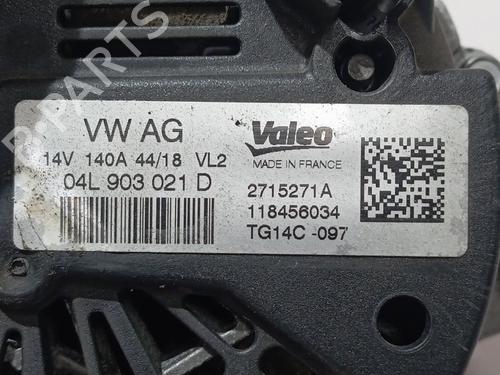 B-PARTS
VW AG
14V 140A 44/18 VL2
04L 903 021 D
Valeo
MADE IN FRANCE
2715271A
118456034
TG14C -097